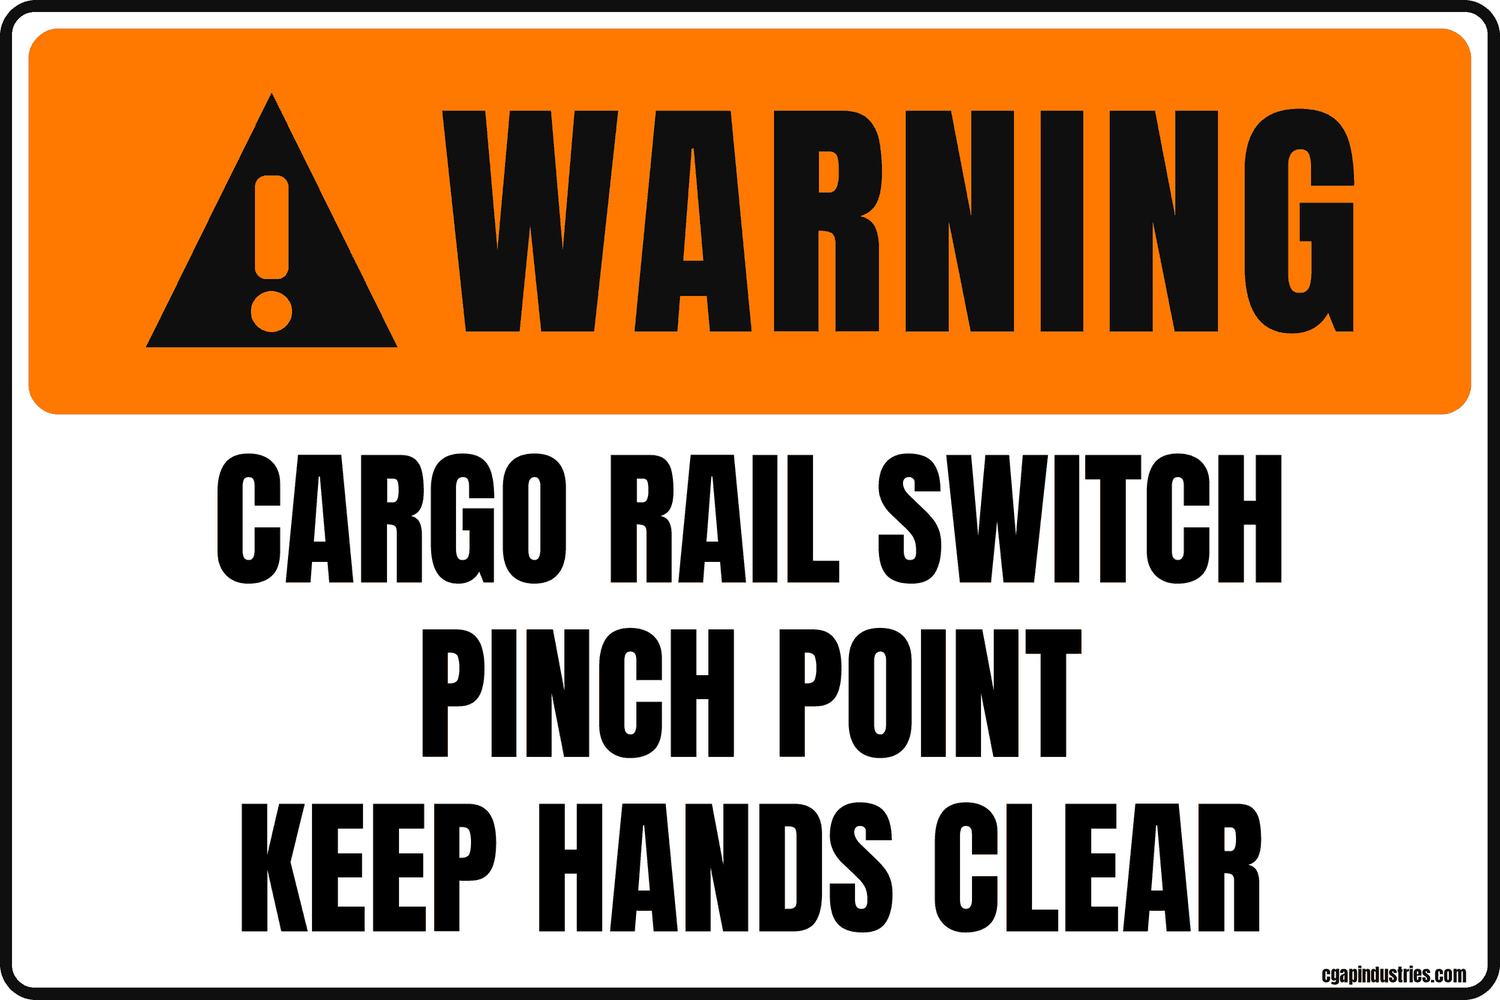 WARNING
CARGO RAIL SWITCH
PINCH POINT
KEEP HANDS CLEAR
cgapindustries.com